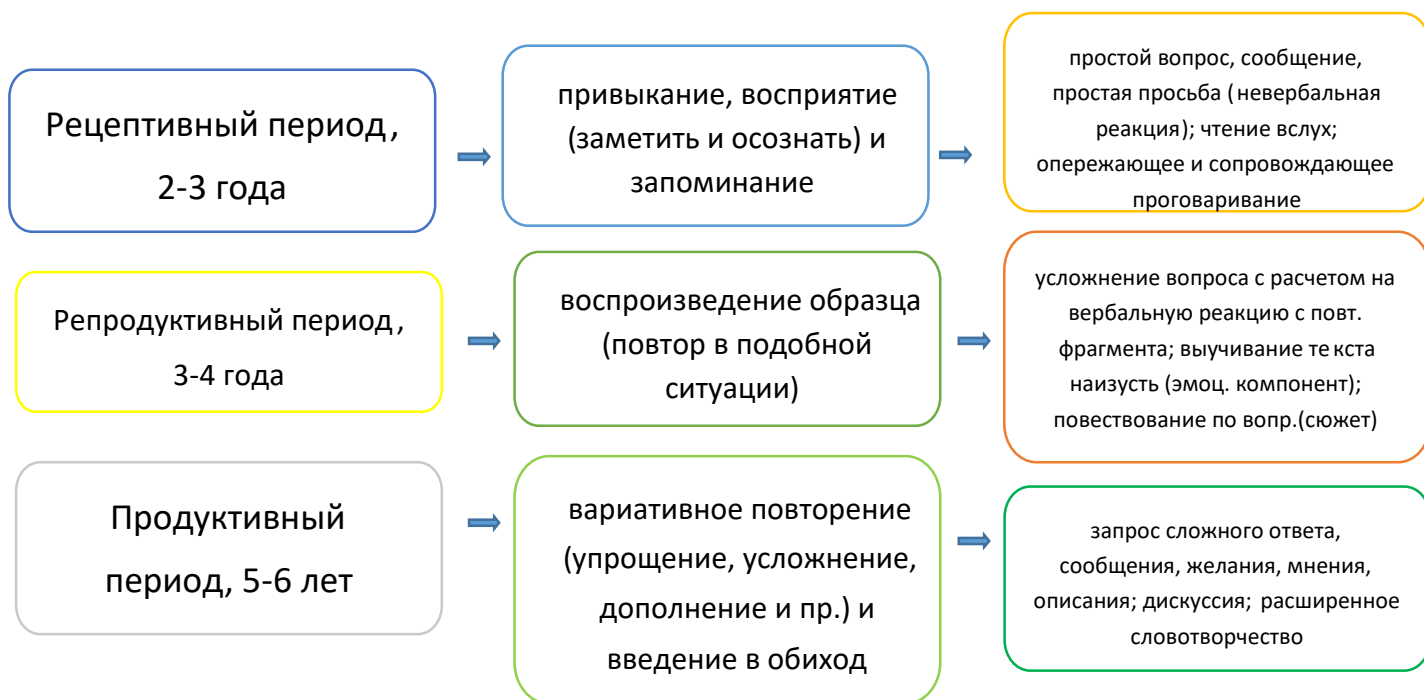 Рецептивный период,
2-3 года
привыкание, восприятие
(заметить и осознать) и
запоминание
простой вопрос, сообщение,
простая просьба (невербальная
реакция); чтение вслух;
опережающее и сопровождающее
проговаривание
Репродуктивный период,
3-4 года
воспроизведение образца
(повтор в подобной
ситуации)
усложнение вопроса с расчетом на
вербальную реакцию с повт.
фрагмента; выучивание текста
наизусть (эмоц. компонент);
повествование по вопр.(сюжет)
Продуктивный
период, 5-6 лет
вариативное повторение
(упрощение, усложнение,
дополнение и пр.) и
введение в обиход
запрос сложного ответа,
сообщения, желания, мнения,
описания; дискуссия; расширенное
словотворчество